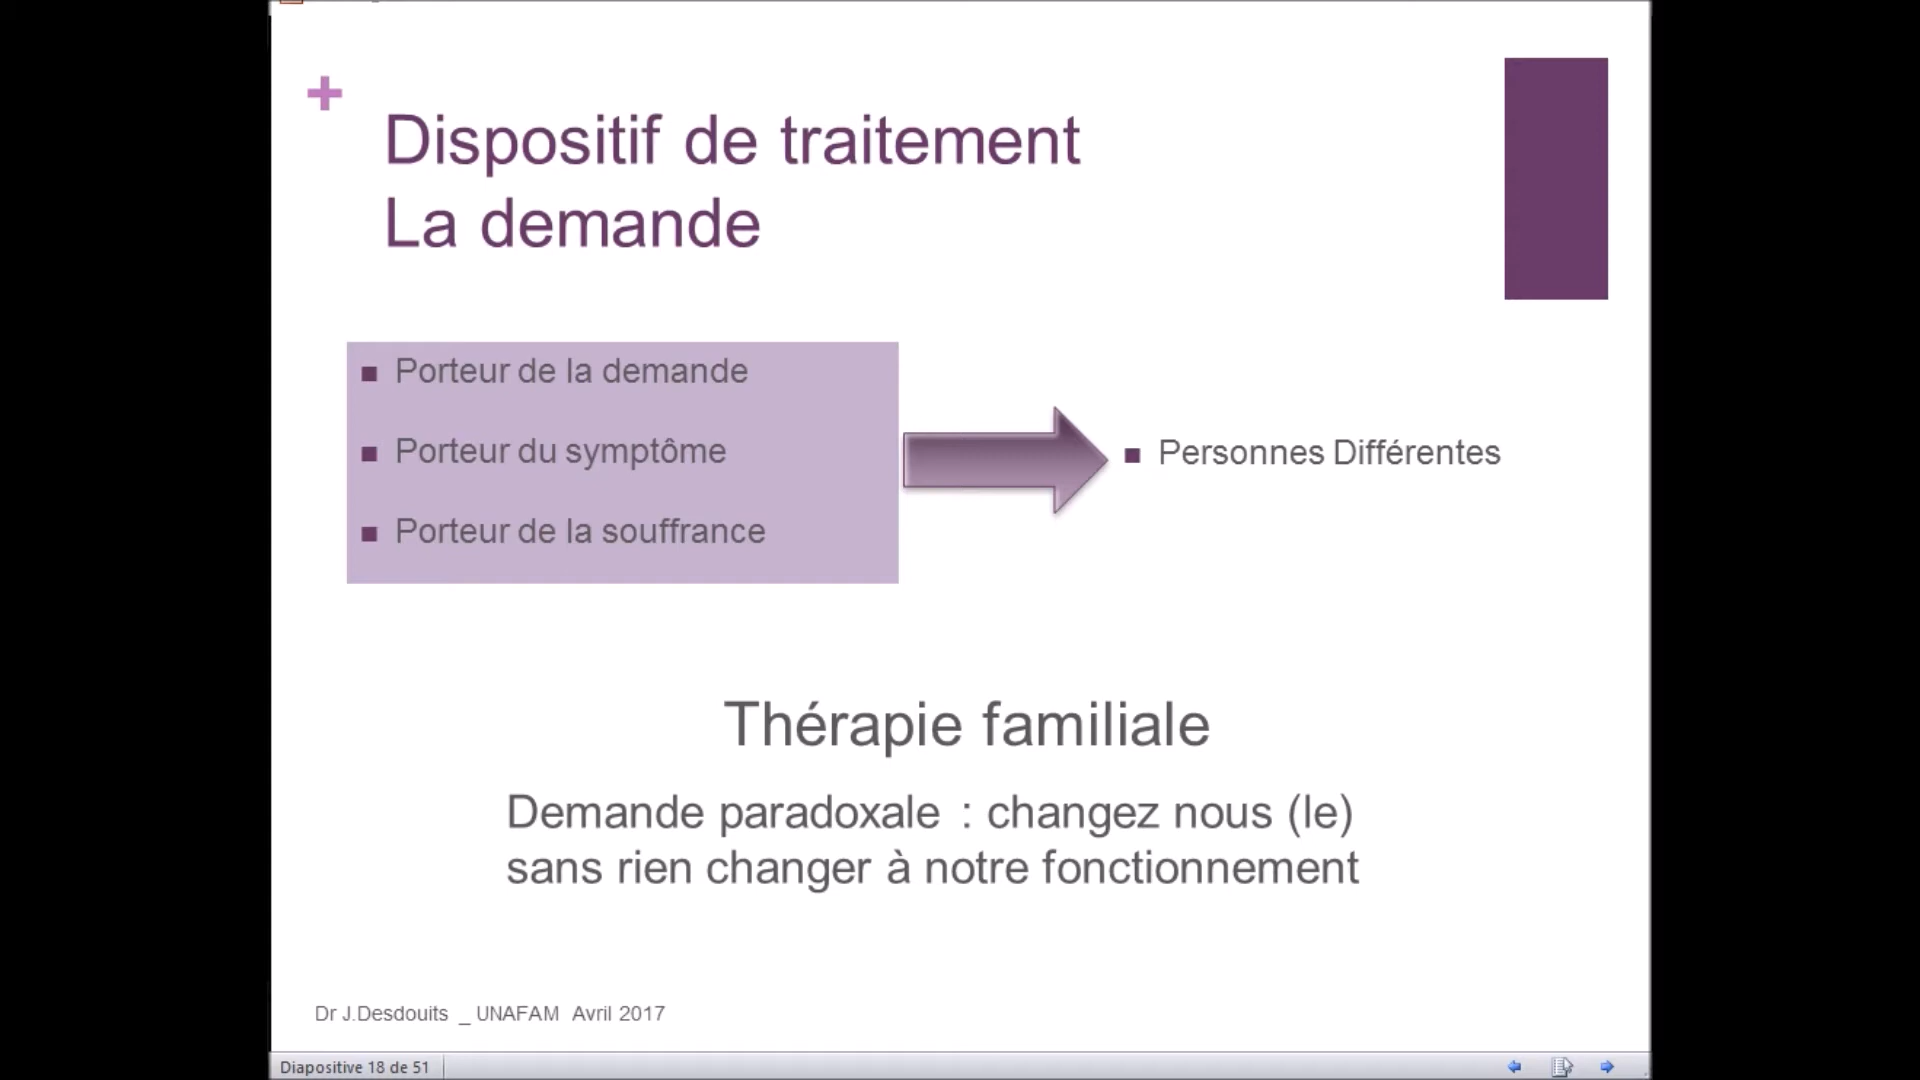 Dispositif de traitement
La demande
Porteur de la demande
Porteur du symptôme
Porteur de la souffrance
Personnes Différentes
Thérapie familiale
Demande paradoxale : changez nous (le)
sans rien changer à notre fonctionnement
Dr J.Desdouits _ UNAFAM Avril 2017
Diapositive 18 de 51